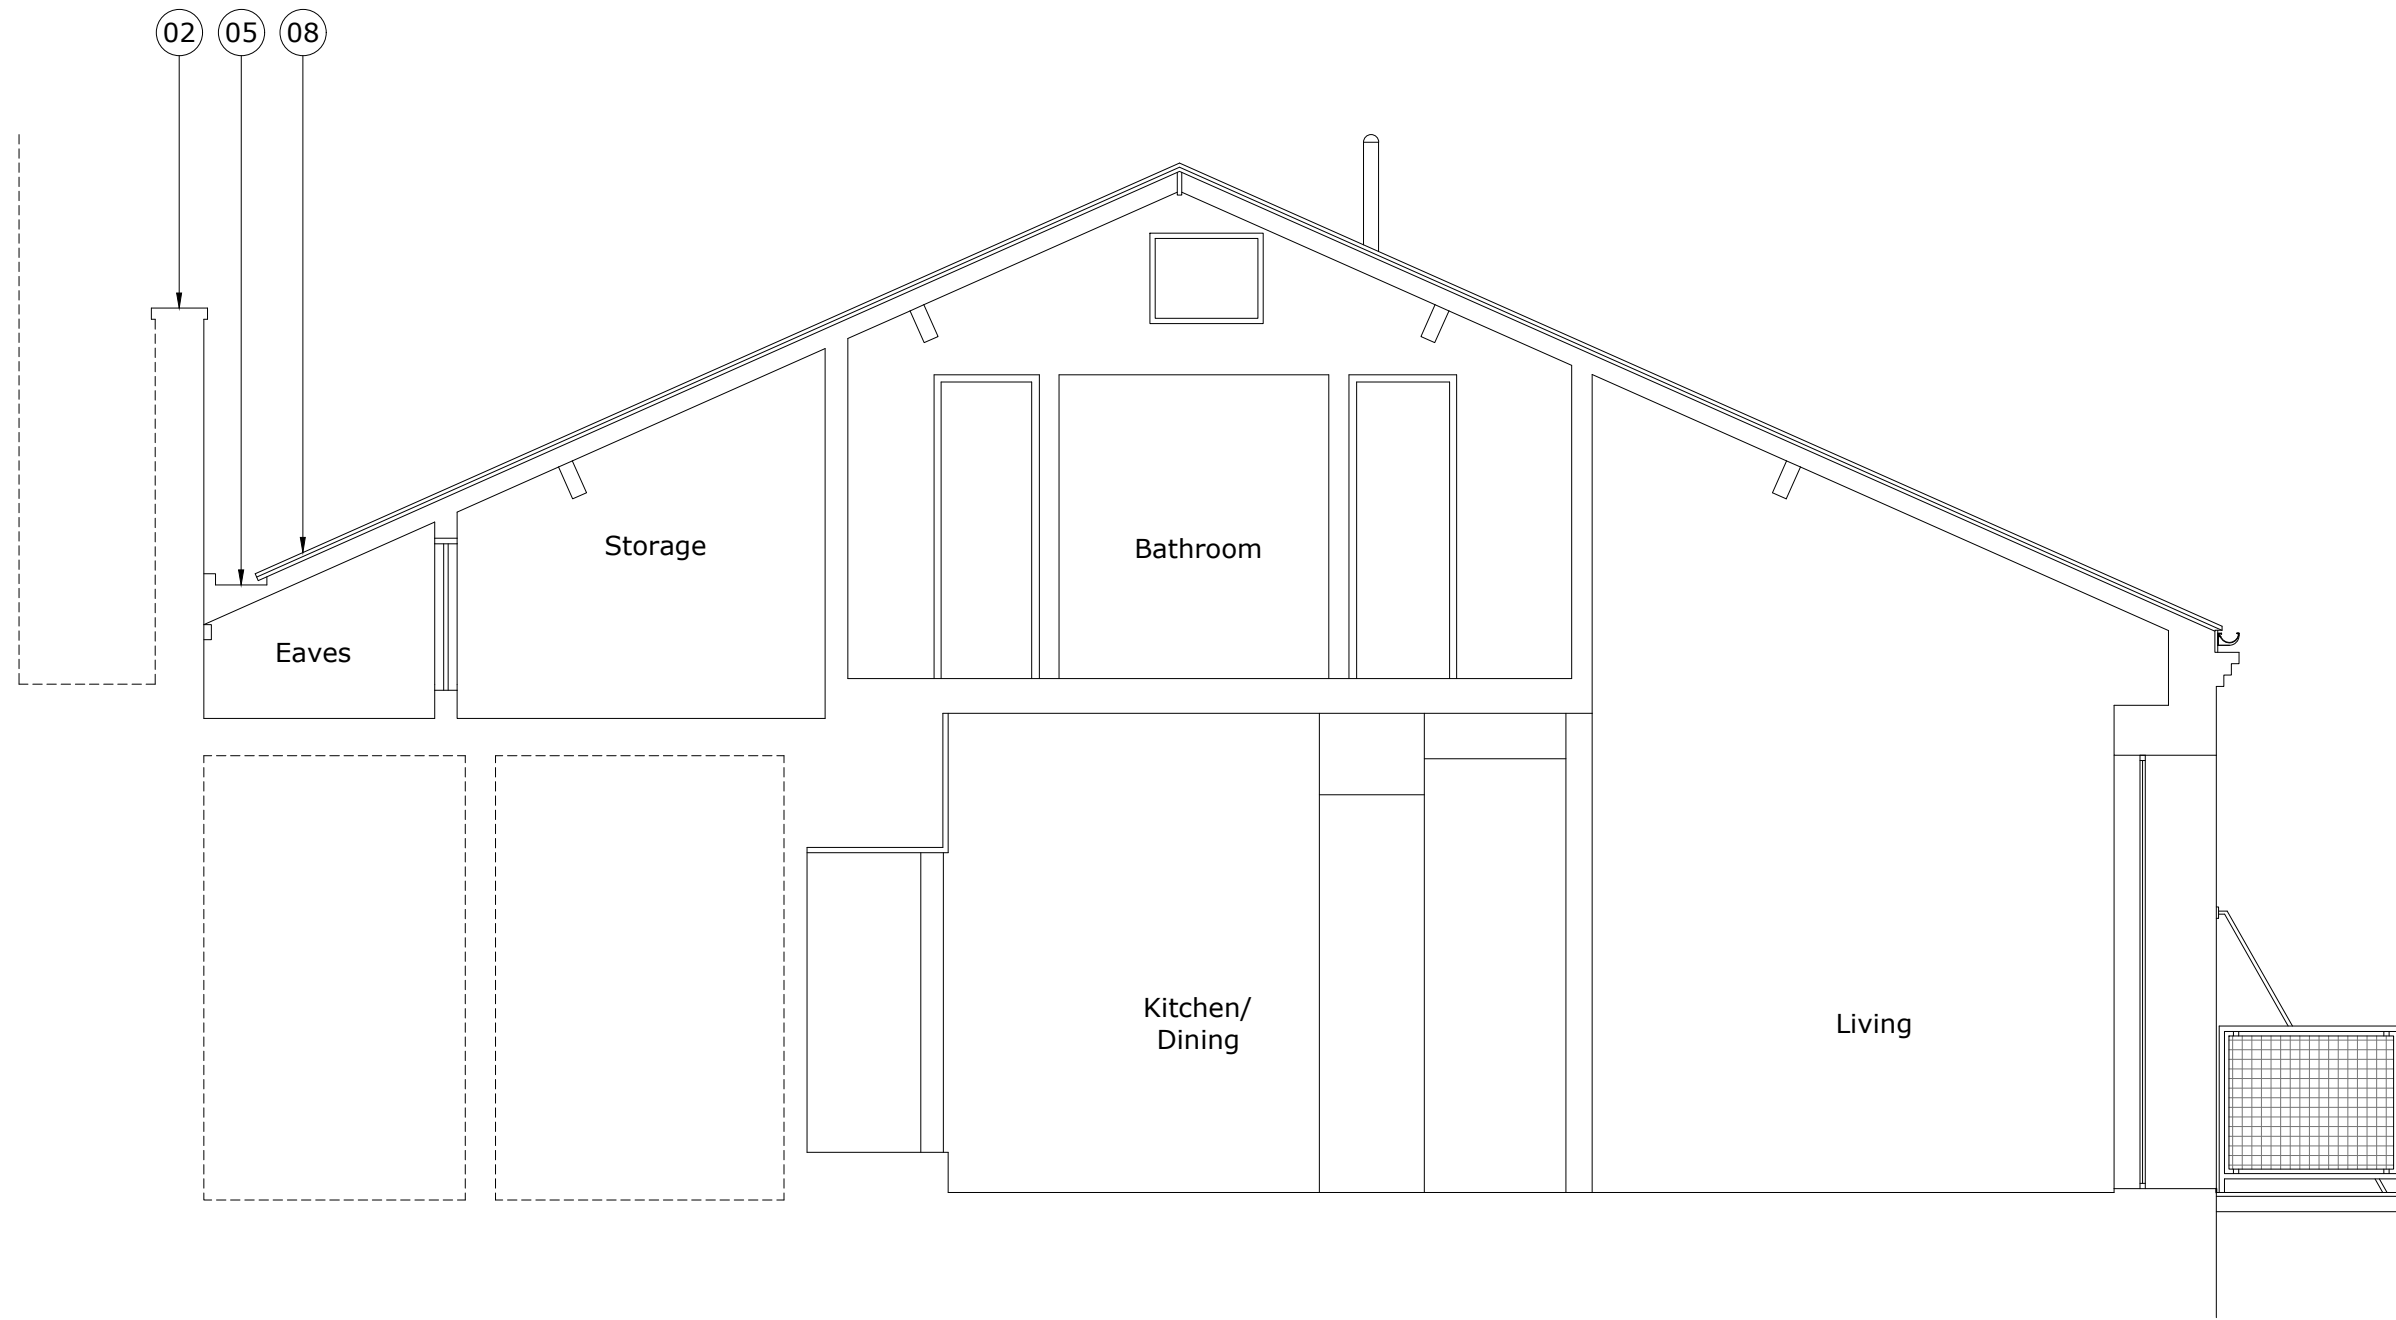 02
05
08
Storage
Bathroom
Eaves
Kitchen/
Dining
Living